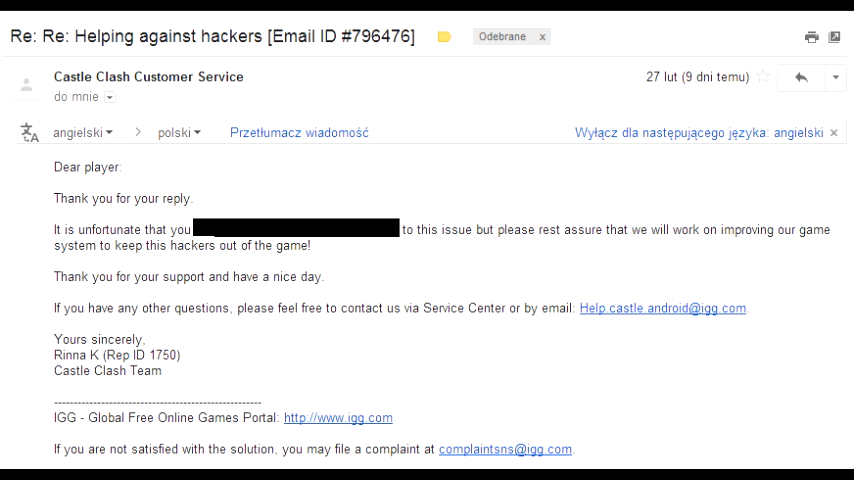 Re: Re: Helping against hackers [Email ID #796476] Odebrane x
Castle Clash Customer Service 27 lut (9 dni temu)
do mnie
angielski > polski Przetłumacz wiadomość Wyłącz dla następującego języka: angielski x
Dear player:
Thank you for your reply.
It is unfortunate that you to this issue but please rest assure that we will work on improving our game
system to keep this hackers out of the game!
Thank you for your support and have a nice day.
If you have any other questions, please feel free to contact us via Service Center or by email: Help.castle.android@igg.com.
Yours sincerely,
Rinna K (Rep ID 1750)
Castle Clash Team
----------------------------------------------------
IGG - Global Free Online Games Portal: http://www.igg.com
If you are not satisfied with the solution, you may file a complaint at complaintsns@igg.com.